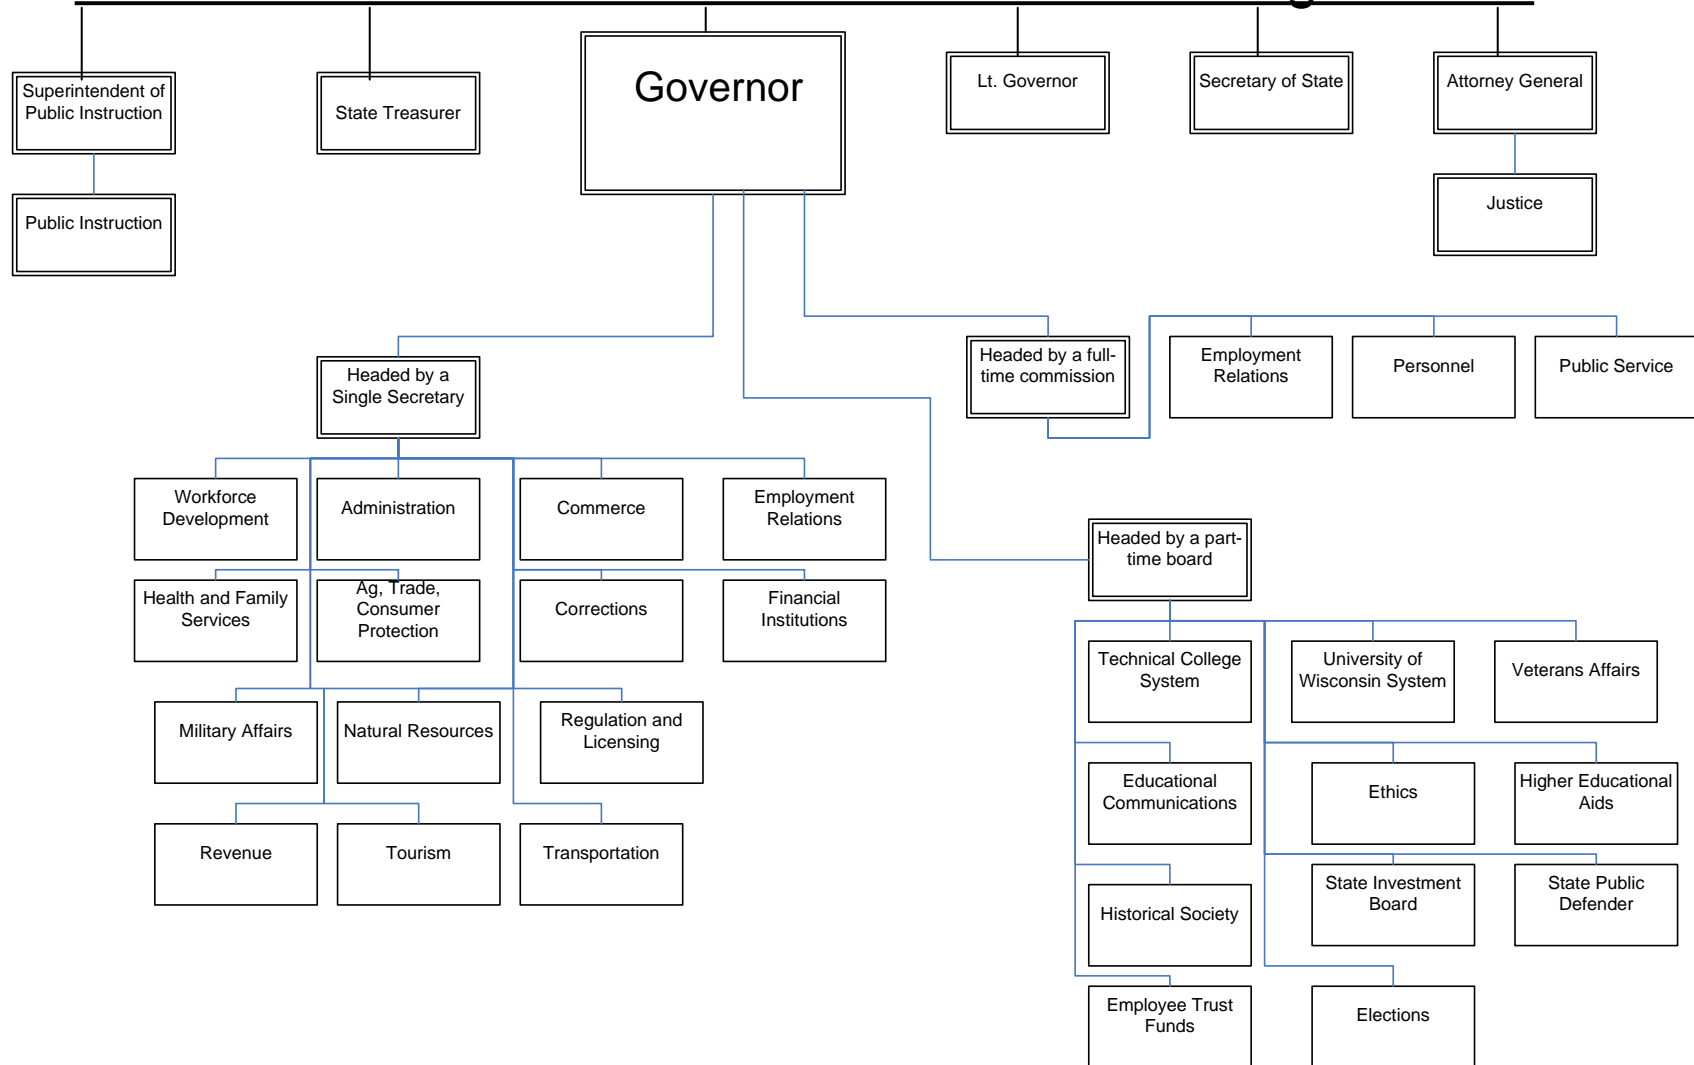 Governor
Lt. Governor
Secretary of State
Attorney General
Superintendent of
Public Instruction
State Treasurer
Public Instruction
Justice
Headed by a
Single Secretary
Headed by a full-
time commission
Employment
Relations
Personnel
Public Service
Workforce
Development
Administration
Commerce
Employment
Relations
Headed by a part-
time board
Health and Family
Services
Ag, Trade,
Consumer
Protection
Corrections
Financial
Institutions
Technical College
System
University of
Wisconsin System
Veterans Affairs
Military Affairs
Natural Resources
Regulation and
Licensing
Educational
Communications
Ethics
Higher Educational
Aids
Revenue
Tourism
Transportation
Historical Society
State Investment
Board
State Public
Defender
Employee Trust
Funds
Elections